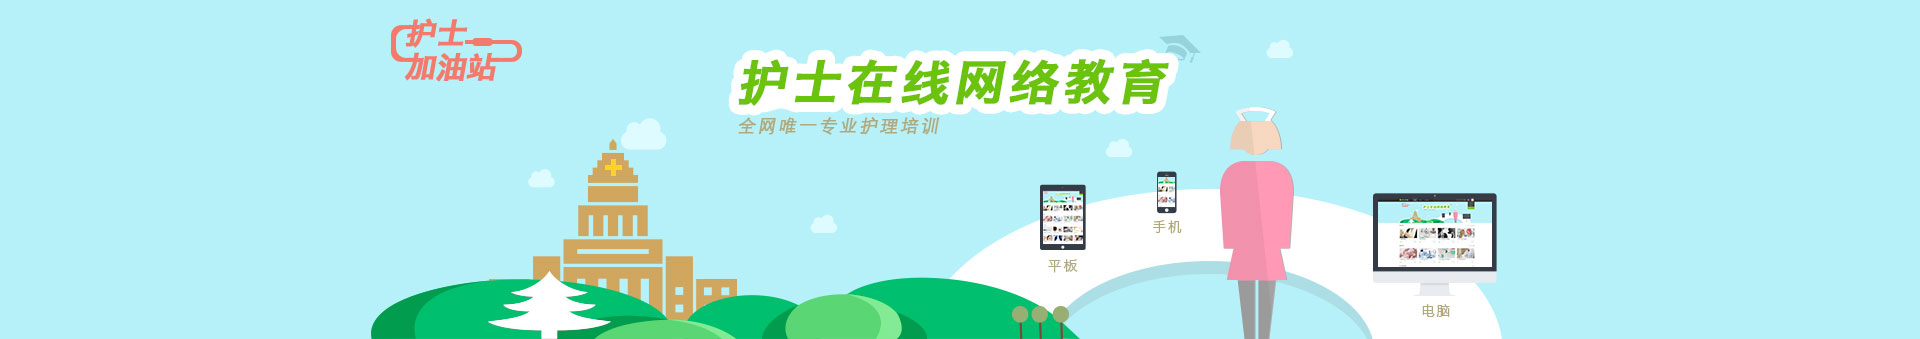 护士
加油站
护士在线网络教育
全网唯一专业护理培训
手机
平板
电脑